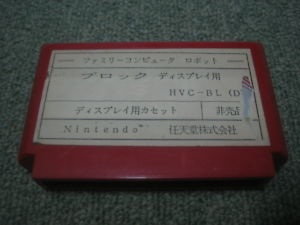 ファミリーコンピュータ ロボット
ブロック ディスプレイ用
HVC-BL (D
ディスプレイ用カセット 非売品
Nintendo 任天堂株式会社